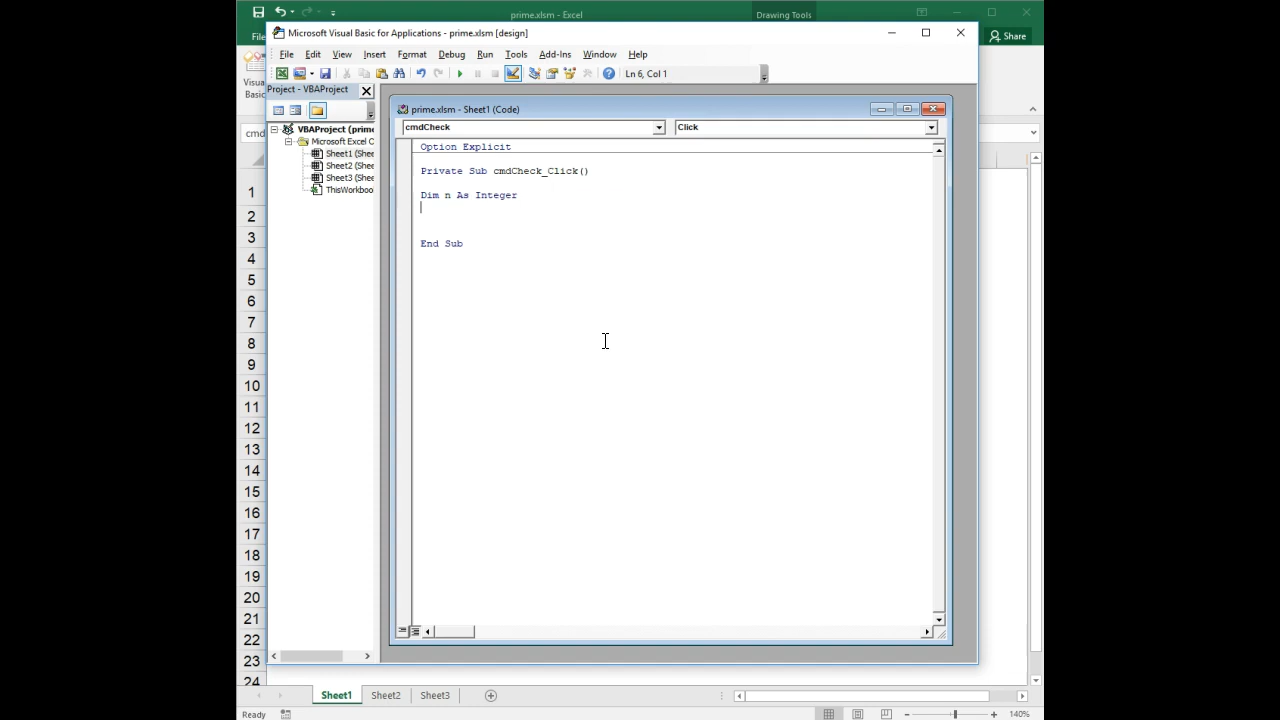 prime.xlsm - Excel
Drawing Tools
File
Share
Microsoft Visual Basic for Applications - prime.xlsm [design]
File Edit View Insert Format Debug Run Tools Add-Ins Window Help
Visua
Basic
Ln 6, Col 1
Project - VBAProject
prime.xlsm - Sheet1 (Code)
cmdCheck
Click
cmd
VBAProject (prime
Microsoft Excel O
Sheet1 (Shee
Sheet2 (Shee
Sheet3 (Shee
ThisWorkboo
Option Explicit
Private Sub cmdCheck_Click()
Dim n As Integer
End Sub
1
2
3
4
5
6
7
8
9
10
11
12
13
14
15
16
17
18
19
20
21
22
23
24
Sheet1 Sheet2 Sheet3
Ready
140%